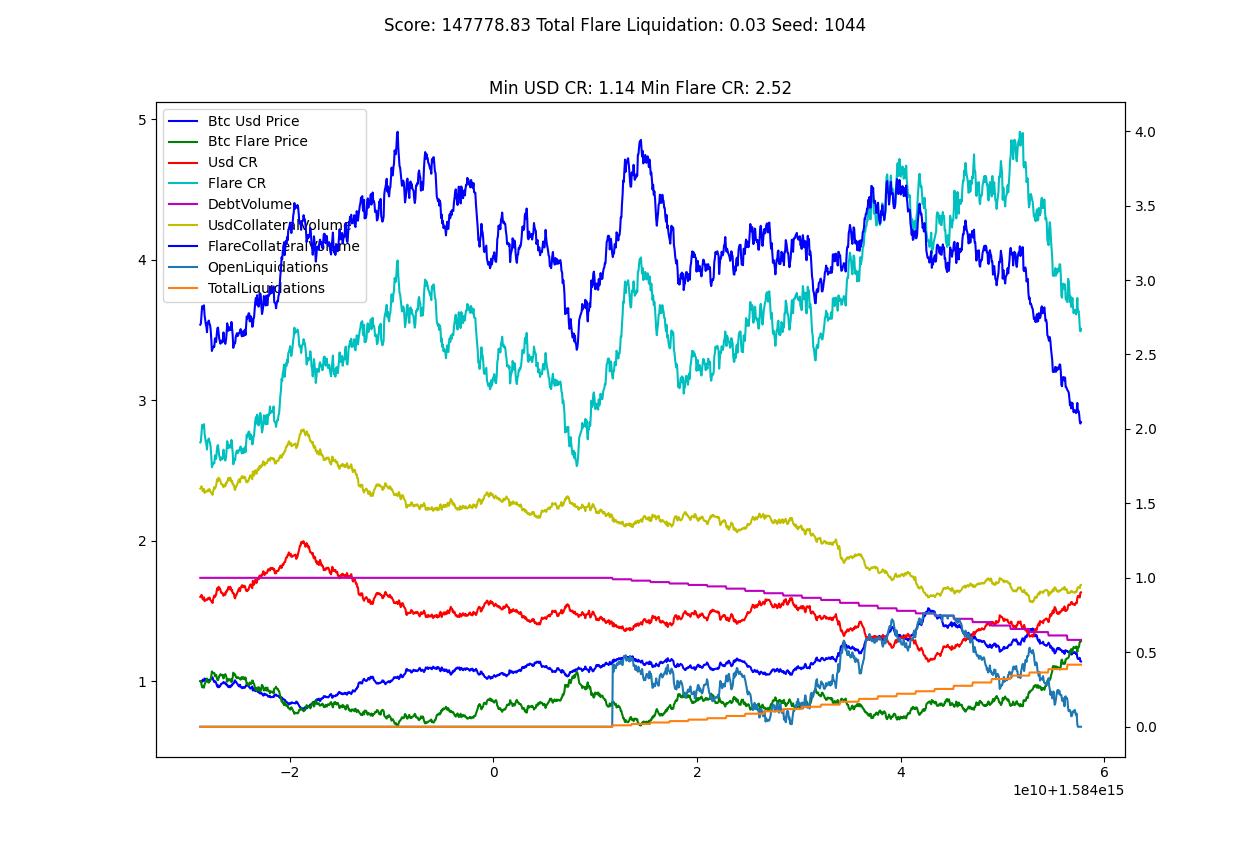 Score: 147778.83 Total Flare Liquidation: 0.03 Seed: 1044
Min USD CR: 1.14 Min Flare CR: 2.52
Btc Usd Price
Btc Flare Price
Usd CR
Flare CR
DebtVolume
UsdCollateralVolume
FlareCollateralVolume
OpenLiquidations
TotalLiquidations
5
4
3
2
1
4.0
3.5
3.0
2.5
2.0
1.5
1.0
0.5
0.0
−2 0 2 4 6
1e10+1.584e15